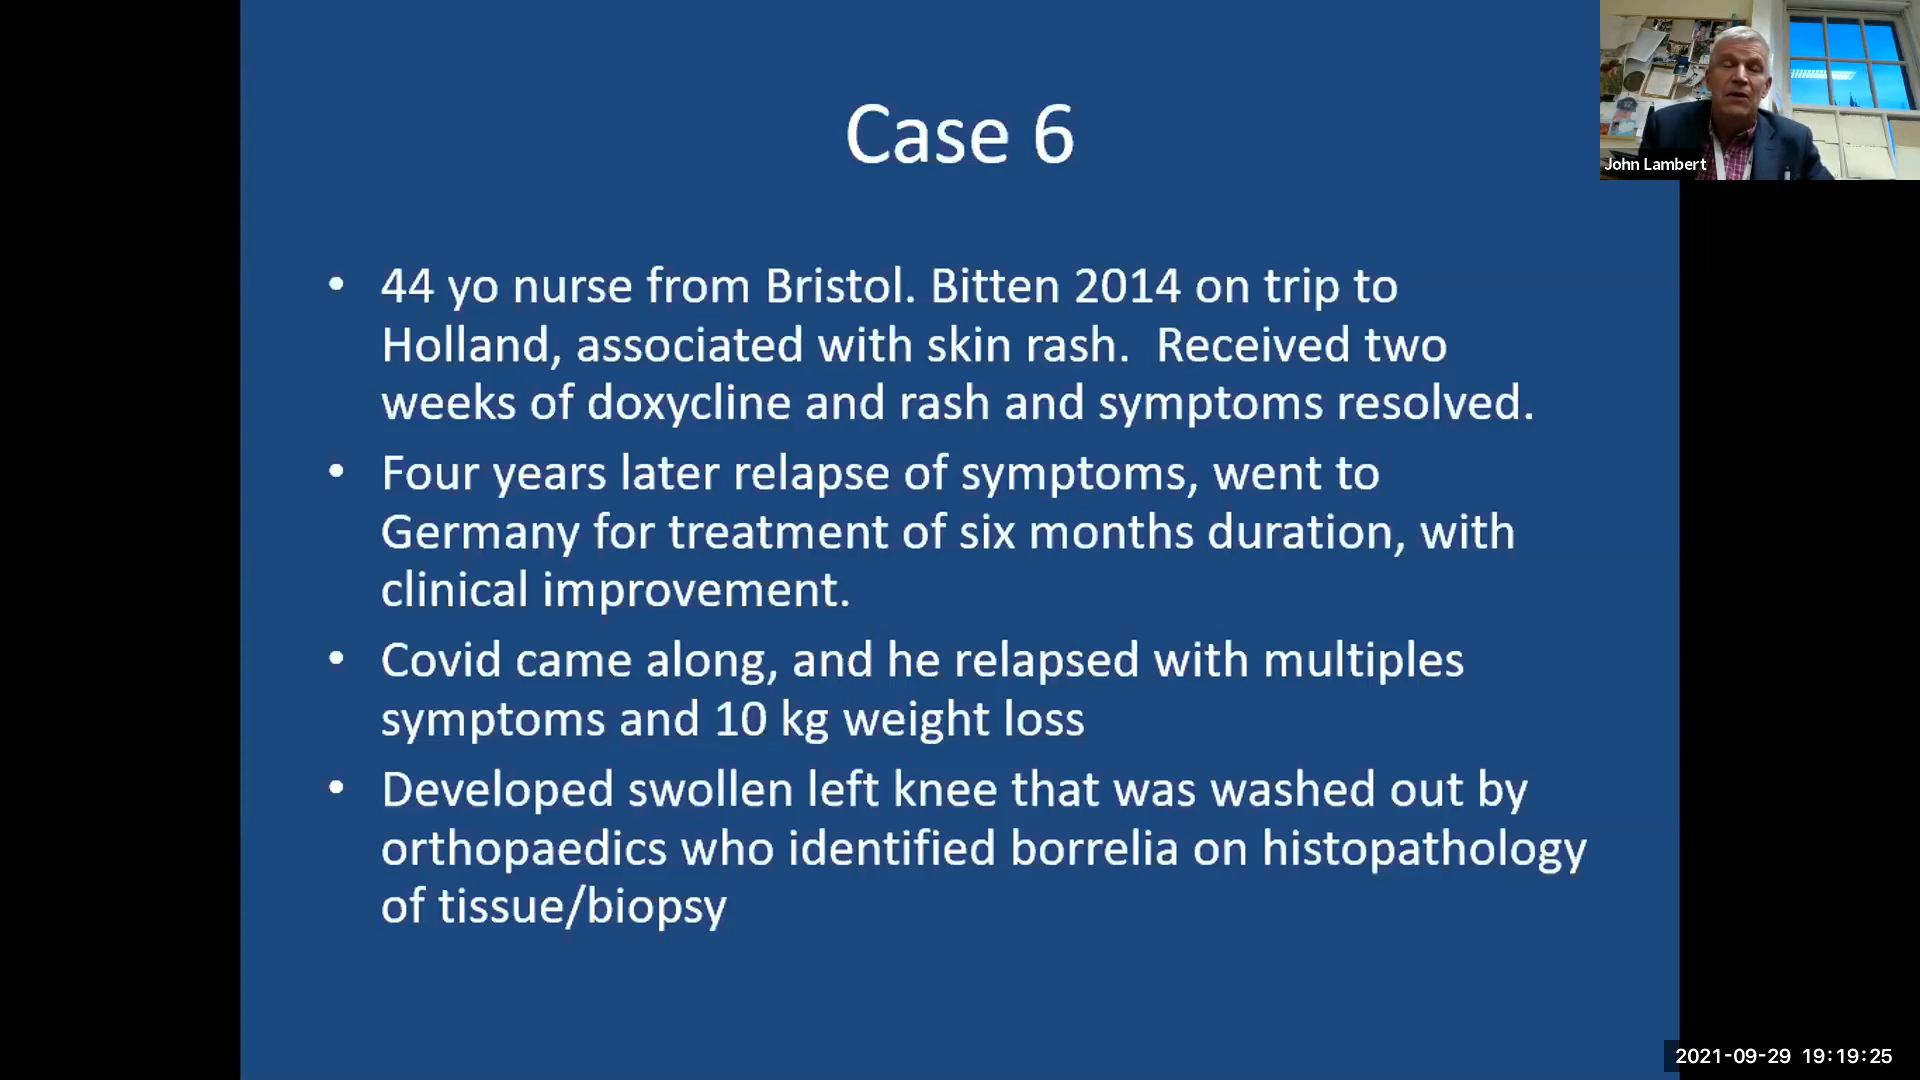 Case 6
• 44 yo nurse from Bristol. Bitten 2014 on trip to
Holland, associated with skin rash.  Received two
weeks of doxycline and rash and symptoms resolved.
• Four years later relapse of symptoms, went to
Germany for treatment of six months duration, with
clinical improvement.
• Covid came along, and he relapsed with multiples
symptoms and 10 kg weight loss
• Developed swollen left knee that was washed out by
orthopaedics who identified borrelia on histopathology
of tissue/biopsy
John Lambert
2021-09-29 19:19:25